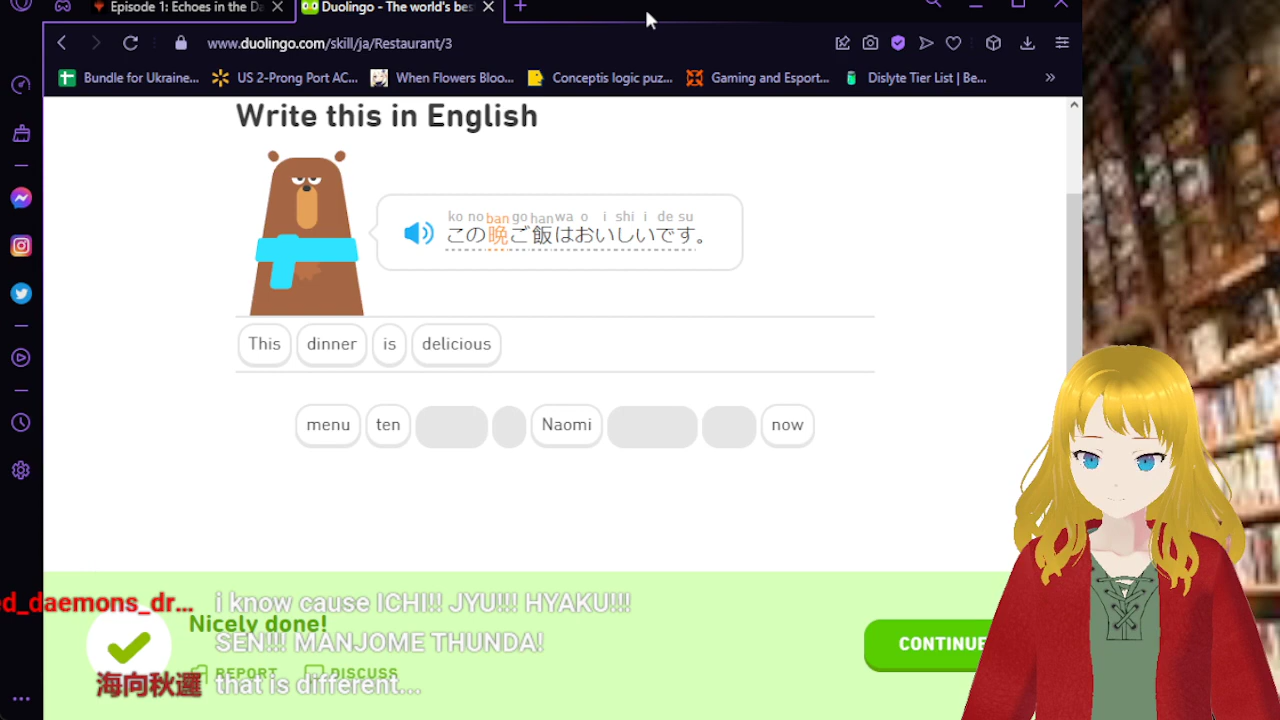 Episode 1: Echoes in the Da
Duolingo - The world's bes
www.duolingo.com/skill/ja/Restaurant/3
Bundle for Ukraine... US 2-Prong Port AC... When Flowers Bloo... Conceptis logic puz... Gaming and Esport... Dislyte Tier List | Be... »
Write this in English
ko no ban go han wa o i shi i de su
この晩ご飯はおいしいです。
This dinner is delicious
menu ten Naomi now
ed_daemons_dr... i know cause ICHI!!! JYU!!! HYAKU!!!
Nicely done!
SEN!!! MANJOME THUNDA!
CONTINUE
REPORT DISCUSS
海向秋邏 that is different...